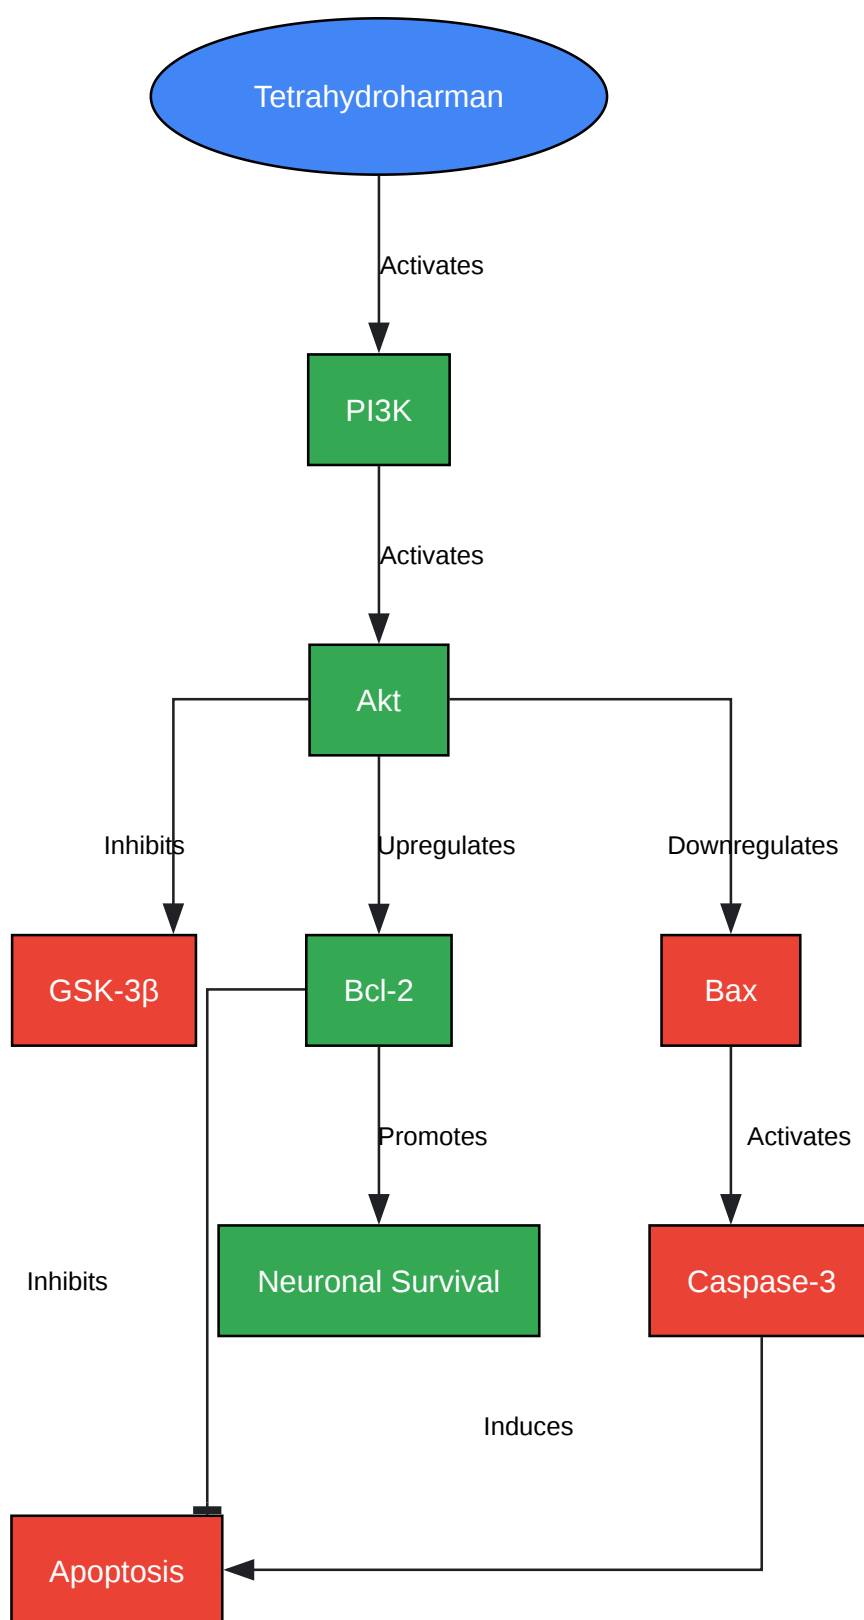 Tetrahydroharman
Activates
PI3K
Activates
Akt
Inhibits
Upregulates
Downregulates
GSK-3β
Bcl-2
Bax
Promotes
Activates
Inhibits
Neuronal Survival
Caspase-3
Induces
Apoptosis